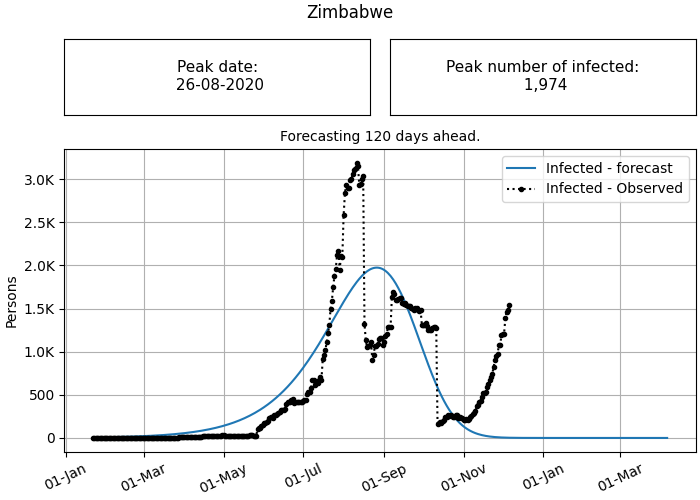 Zimbabwe
Peak date:
26-08-2020
Peak number of infected:
1,974
Forecasting 120 days ahead.
Infected - forecast
Infected - Observed
3.0K
2.5K
2.0K
1.5K
1.0K
500
0
Persons
01-Jan
01-Mar
01-May
01-Jul
01-Sep
01-Nov
01-Jan
01-Mar